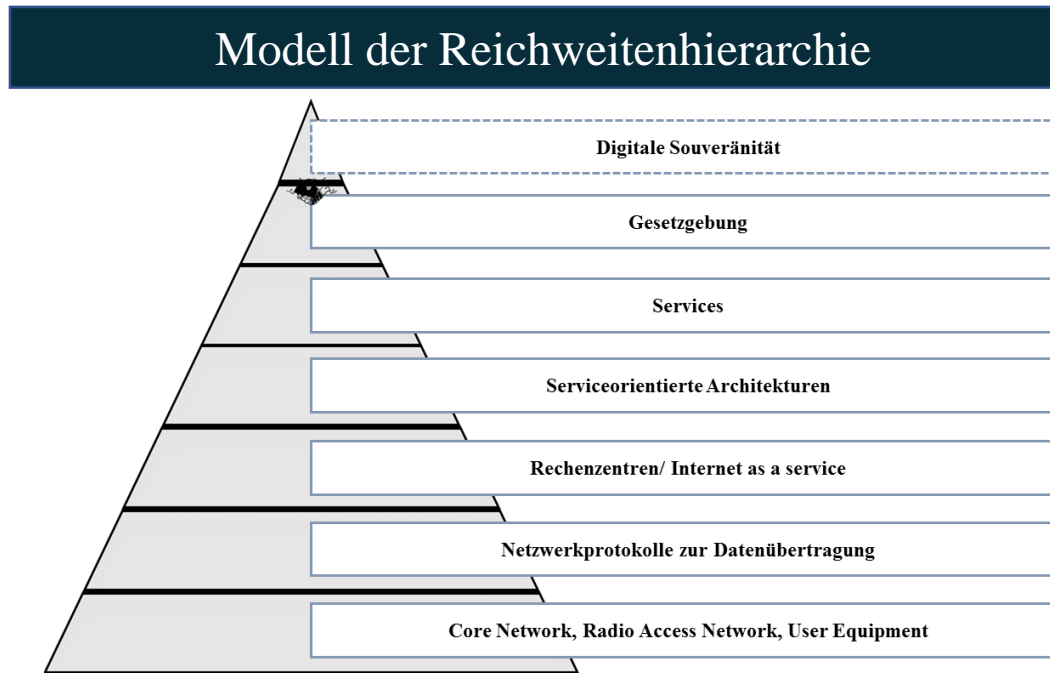 Modell der Reichweitenhierarchie
Digitale Souveränität
Gesetzgebung
Services
Serviceorientierte Architekturen
Rechenzentren/ Internet as a service
Netzwerkprotokolle zur Datenübertragung
Core Network, Radio Access Network, User Equipment